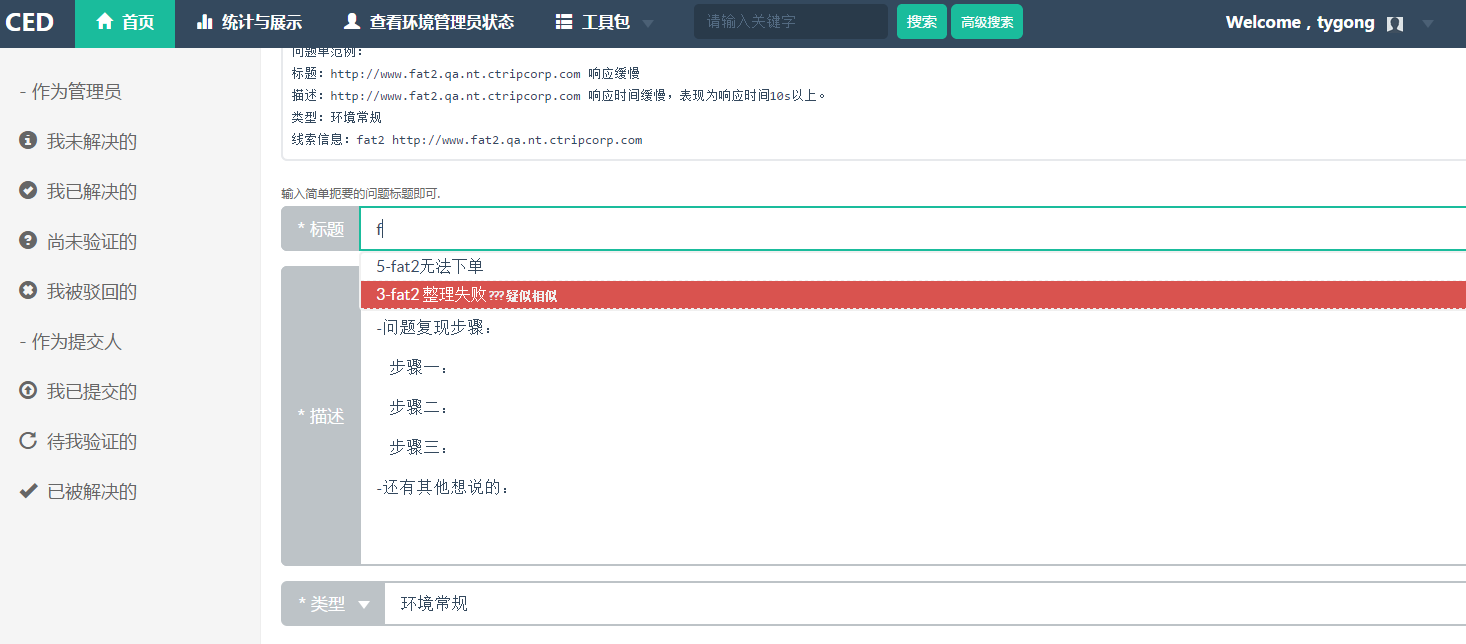 CED 首页 统计与展示 查看环境管理员状态 工具包 请输入关键字 搜索 高级搜索 Welcome , tygong
- 作为管理员
我未解决的
我已解决的
尚未验证的
我被驳回的
- 作为提交人
我已提交的
待我验证的
已被解决的
问题单范例：
标题：http://www.fat2.qa.nt.ctripcorp.com 响应缓慢
描述：http://www.fat2.qa.nt.ctripcorp.com 响应时间缓慢，表现为响应时间10s以上。
类型：环境常规
线索信息：fat2 http://www.fat2.qa.nt.ctripcorp.com
输入简单扼要的问题标题即可.
* 标题 f
5-fat2无法下单
3-fat2 整理失败 ??? 疑似相似
* 描述
-问题复现步骤：
步骤一：
步骤二：
步骤三：
-还有其他想说的：
* 类型 环境常规